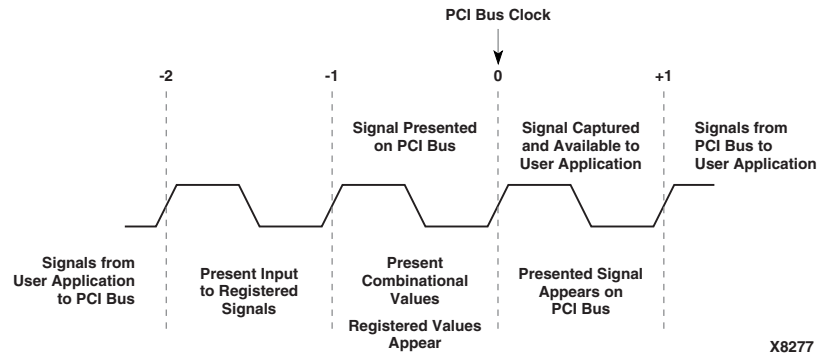 PCI Bus Clock
-2
-1
0
+1
Signal Presented
on PCI Bus
Signal Captured
and Available to
User Application
Signals from
PCI Bus to
User Application
Signals from
User Application
to PCI Bus
Present Input
to Registered
Signals
Present
Combinational
Values
Registered Values
Appear
Presented Signal
Appears on
PCI Bus
X8277